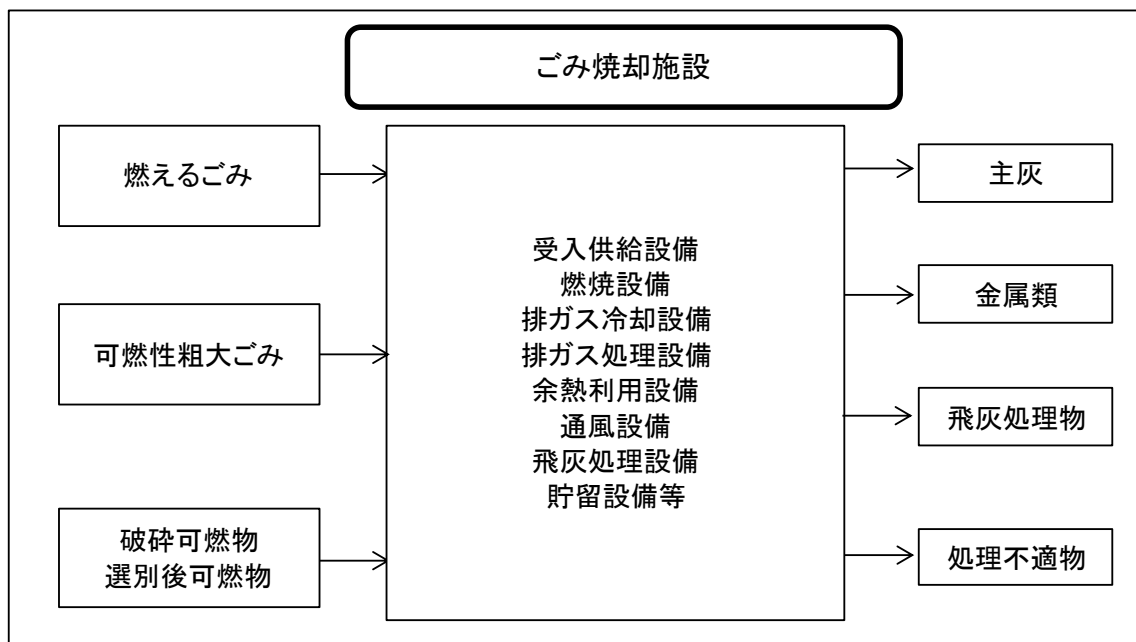 ごみ焼却施設
燃えるごみ
可燃性粗大ごみ
破砕可燃物
選別後可燃物
受入供給設備
燃焼設備
排ガス冷却設備
排ガス処理設備
余熱利用設備
通風設備
飛灰処理設備
貯留設備等
主灰
金属類
飛灰処理物
処理不適物